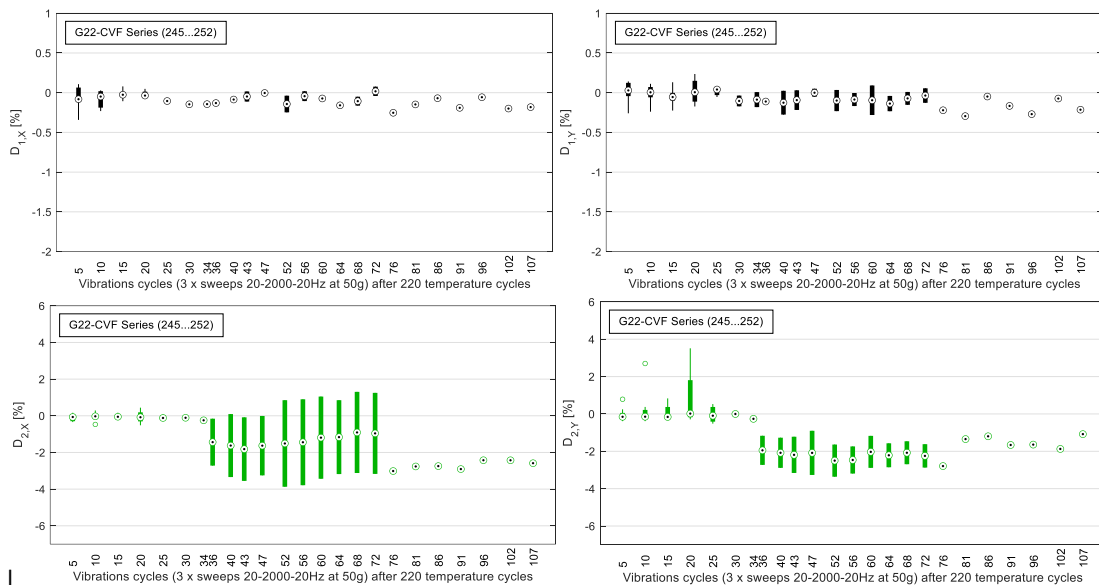 1
0.5
0
-0.5
-1
-1.5
-2
D1,X [%]
G22-CVF Series (245...252)
5 10 15 20 25 30 34 36 40 43 47 52 56 60 64 68 72 76 81 86 91 96 102 107
Vibrations cycles (3 x sweeps 20-2000-20Hz at 50g) after 220 temperature cycles
1
0.5
0
-0.5
-1
-1.5
-2
D1,Y [%]
G22-CVF Series (245...252)
5 10 15 20 25 30 34 36 40 43 47 52 56 60 64 68 72 76 81 86 91 96 102 107
Vibrations cycles (3 x sweeps 20-2000-20Hz at 50g) after 220 temperature cycles
6
4
2
0
-2
-4
-6
D2,X [%]
G22-CVF Series (245...252)
5 10 15 20 25 30 34 36 40 43 47 52 56 60 64 68 72 76 81 86 91 96 102 107
Vibrations cycles (3 x sweeps 20-2000-20Hz at 50g) after 220 temperature cycles
6
4
2
0
-2
-4
-6
D2,Y [%]
G22-CVF Series (245...252)
5 10 15 20 25 30 34 36 40 43 47 52 56 60 64 68 72 76 81 86 91 96 102 107
Vibrations cycles (3 x sweeps 20-2000-20Hz at 50g) after 220 temperature cycles